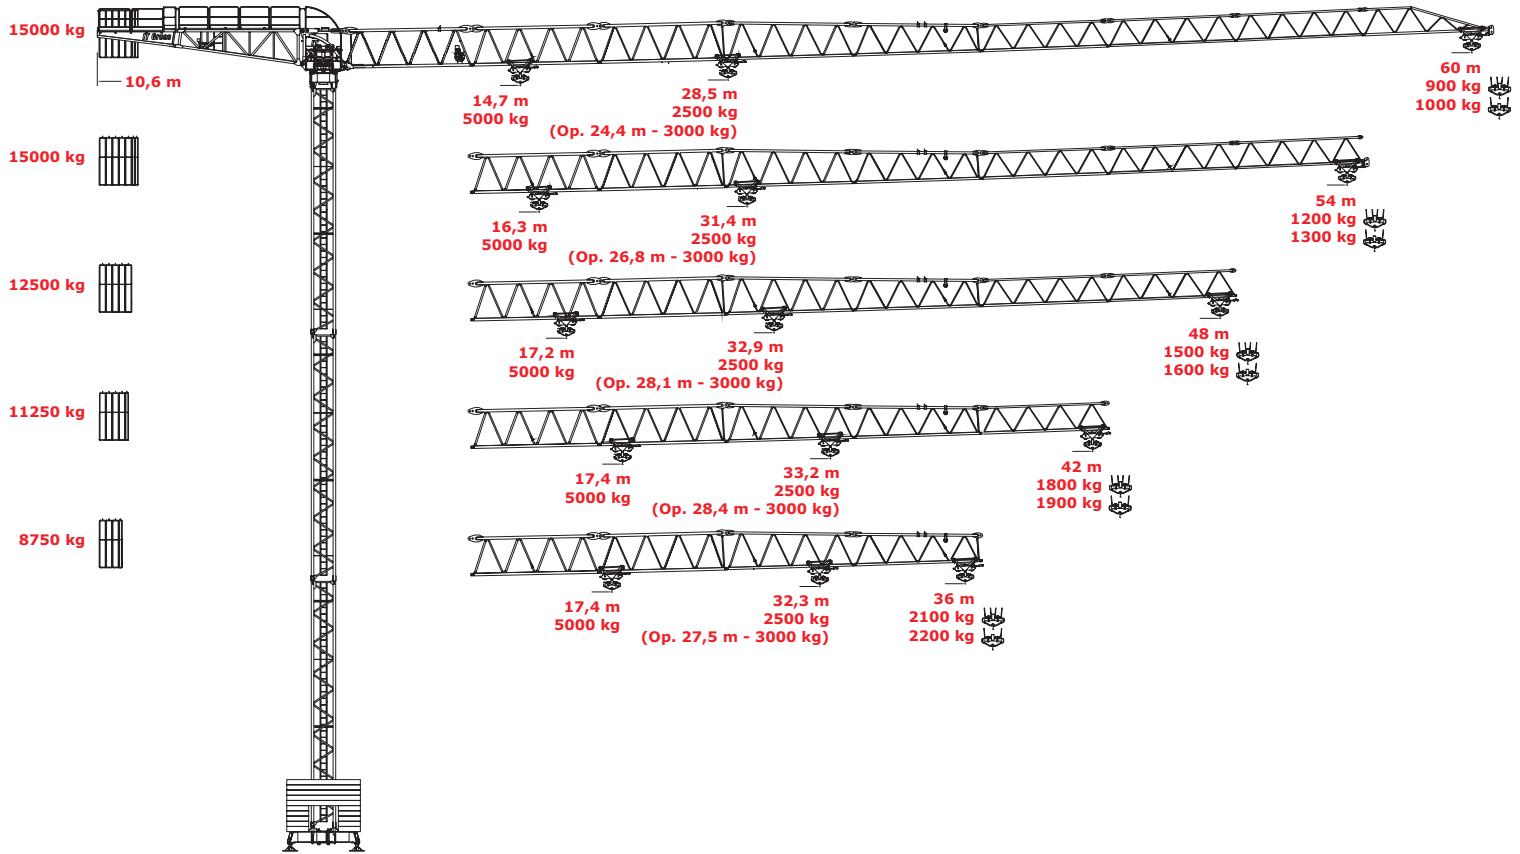 15000 kg
JT Gross
10,6 m
14,7 m
5000 kg
28,5 m
2500 kg
(Op. 24,4 m - 3000 kg)
60 m
900 kg
1000 kg
15000 kg
16,3 m
5000 kg
31,4 m
2500 kg
(Op. 26,8 m - 3000 kg)
54 m
1200 kg
1300 kg
12500 kg
17,2 m
5000 kg
32,9 m
2500 kg
(Op. 28,1 m - 3000 kg)
48 m
1500 kg
1600 kg
11250 kg
17,4 m
5000 kg
33,2 m
2500 kg
(Op. 28,4 m - 3000 kg)
42 m
1800 kg
1900 kg
8750 kg
17,4 m
5000 kg
32,3 m
2500 kg
(Op. 27,5 m - 3000 kg)
36 m
2100 kg
2200 kg